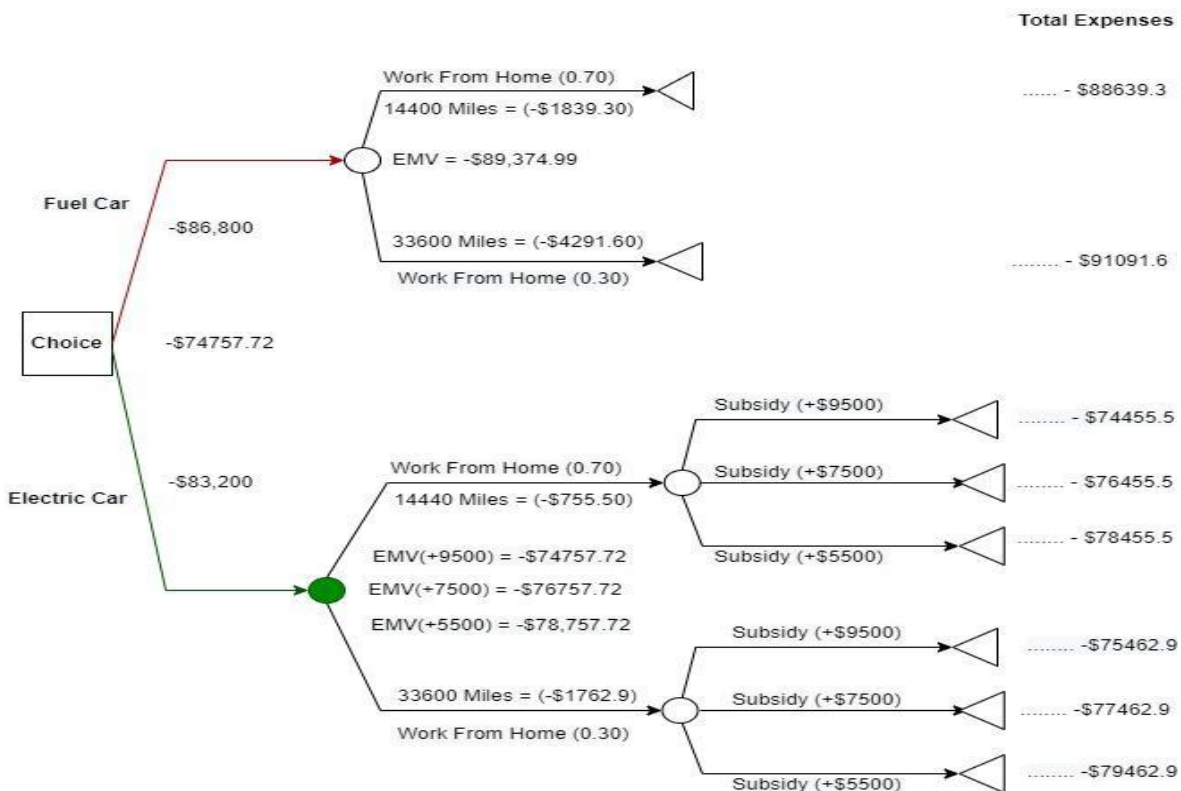 Total Expenses
Work From Home (0.70)
14400 Miles = (-$1839.30)
...... - $88639.3
EMV = -$89,374.99
Fuel Car
-$86,800
33600 Miles = (-$4291.60)
Work From Home (0.30)
........ - $91091.6
Choice
-$74757.72
Subsidy (+$9500)
........ - $74455.5
Electric Car
-$83,200
Work From Home (0.70)
14440 Miles = (-$755.50)
Subsidy (+$7500)
........ - $76455.5
Subsidy (+$5500)
........ - $78455.5
EMV(+9500) = -$74757.72
EMV(+7500) = -$76757.72
EMV(+5500) = -$78,757.72
Subsidy (+$9500)
........ -$75462.9
33600 Miles = (-$1762.9)
Work From Home (0.30)
Subsidy (+$7500)
........ -$77462.9
Subsidy (+$5500)
........ -$79462.9